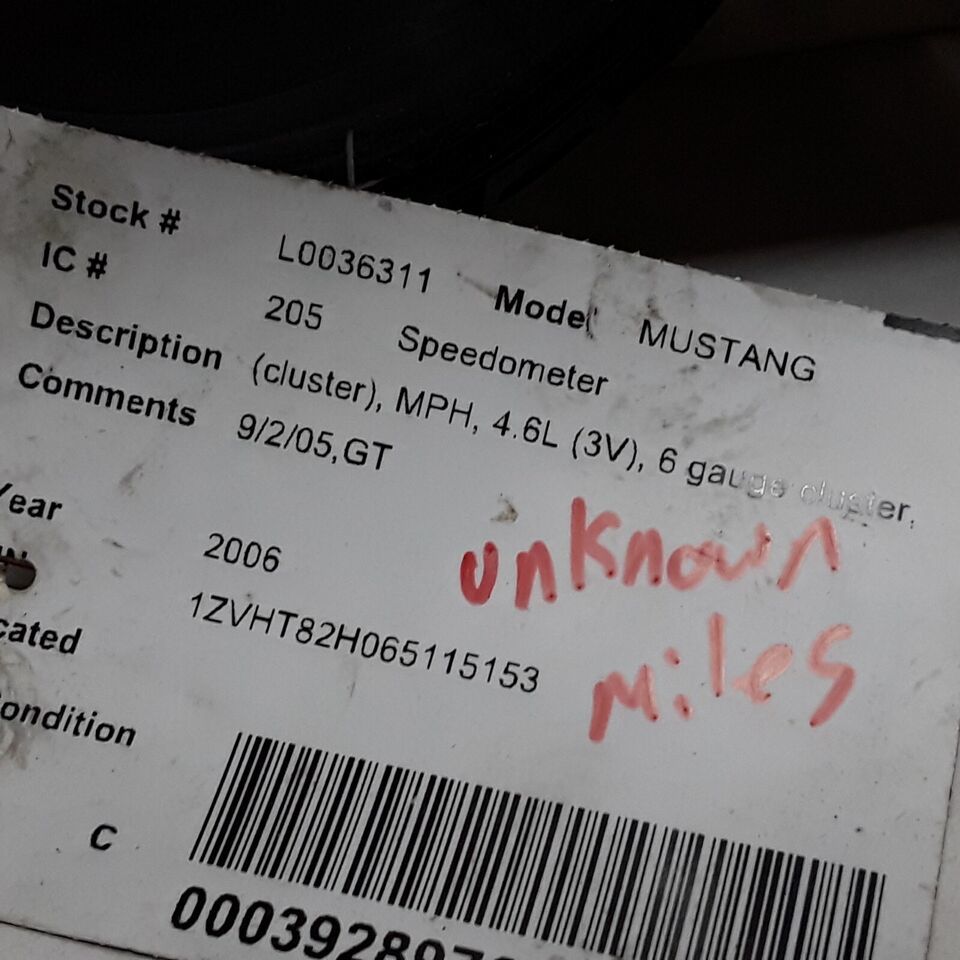 Stock # L0036311 Model MUSTANG
IC # 205 Speedometer
Description (cluster), MPH, 4.6L (3V), 6 gauge cluster,
Comments 9/2/05,GT
unknown
Year 2006
miles
1ZVHT82H065115153
cated
ondition
C